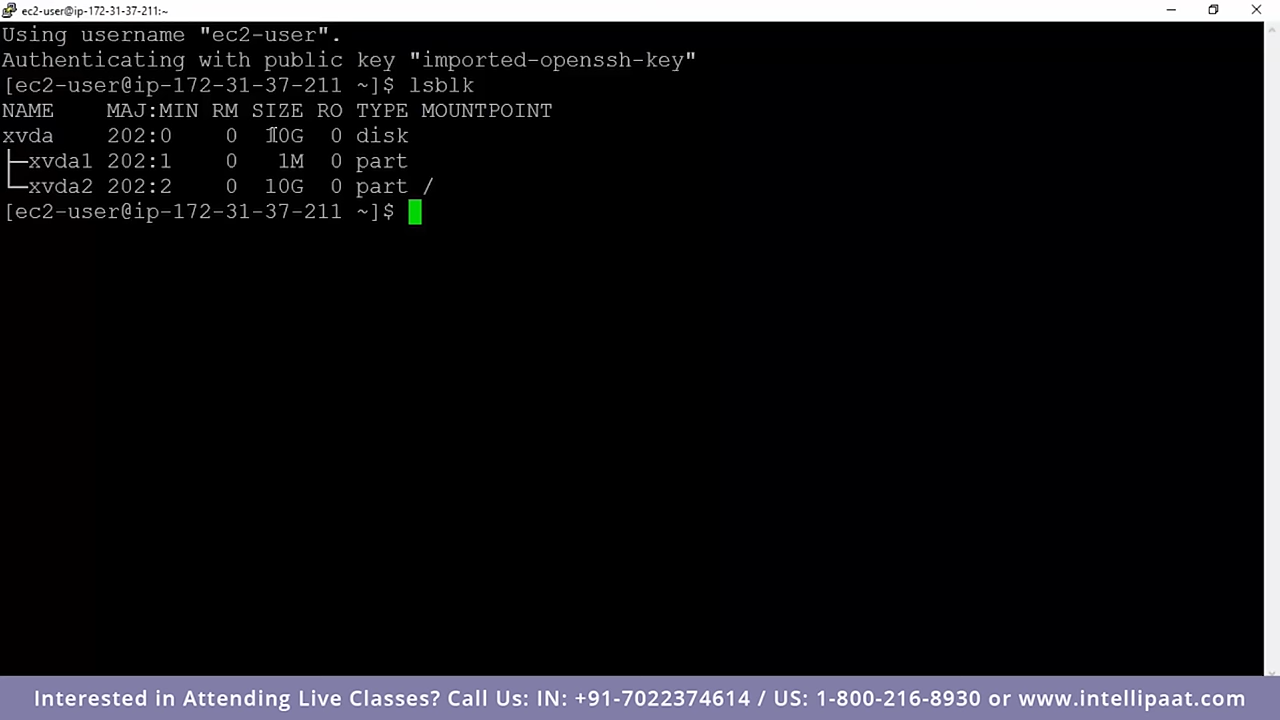 ec2-user@ip-172-31-37-211:~
Using username "ec2-user".
Authenticating with public key "imported-openssh-key"
[ec2-user@ip-172-31-37-211 ~]$ lsblk
NAME    MAJ:MIN RM SIZE RO TYPE MOUNTPOINT
xvda    202:0    0  10G  0 disk
├─xvda1 202:1    0   1M  0 part
└─xvda2 202:2    0  10G  0 part /
[ec2-user@ip-172-31-37-211 ~]$
Interested in Attending Live Classes? Call Us: IN: +91-7022374614 / US: 1-800-216-8930 or www.intellipaat.com